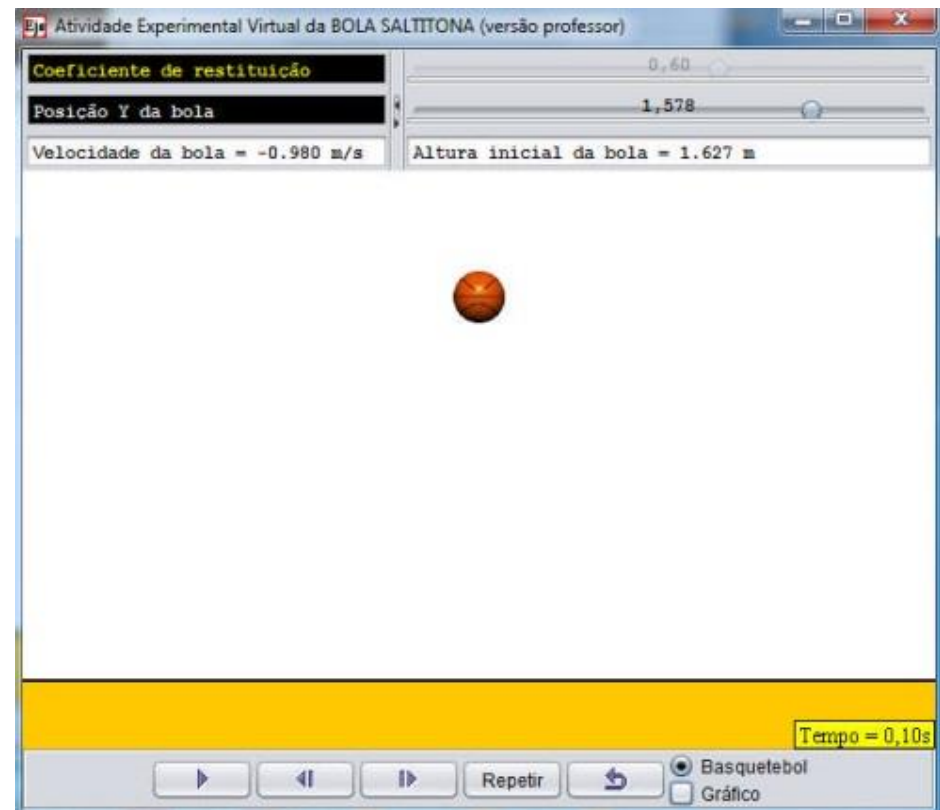 Ejs Atividade Experimental Virtual da BOLA SALTITONA (versão professor)
Coeficiente de restituição
0,60
Posição Y da bola
1,578
Velocidade da bola = -0.980 m/s
Altura inicial da bola = 1.627 m
Tempo = 0,10s
Repetir
Basquetebol
Gráfico